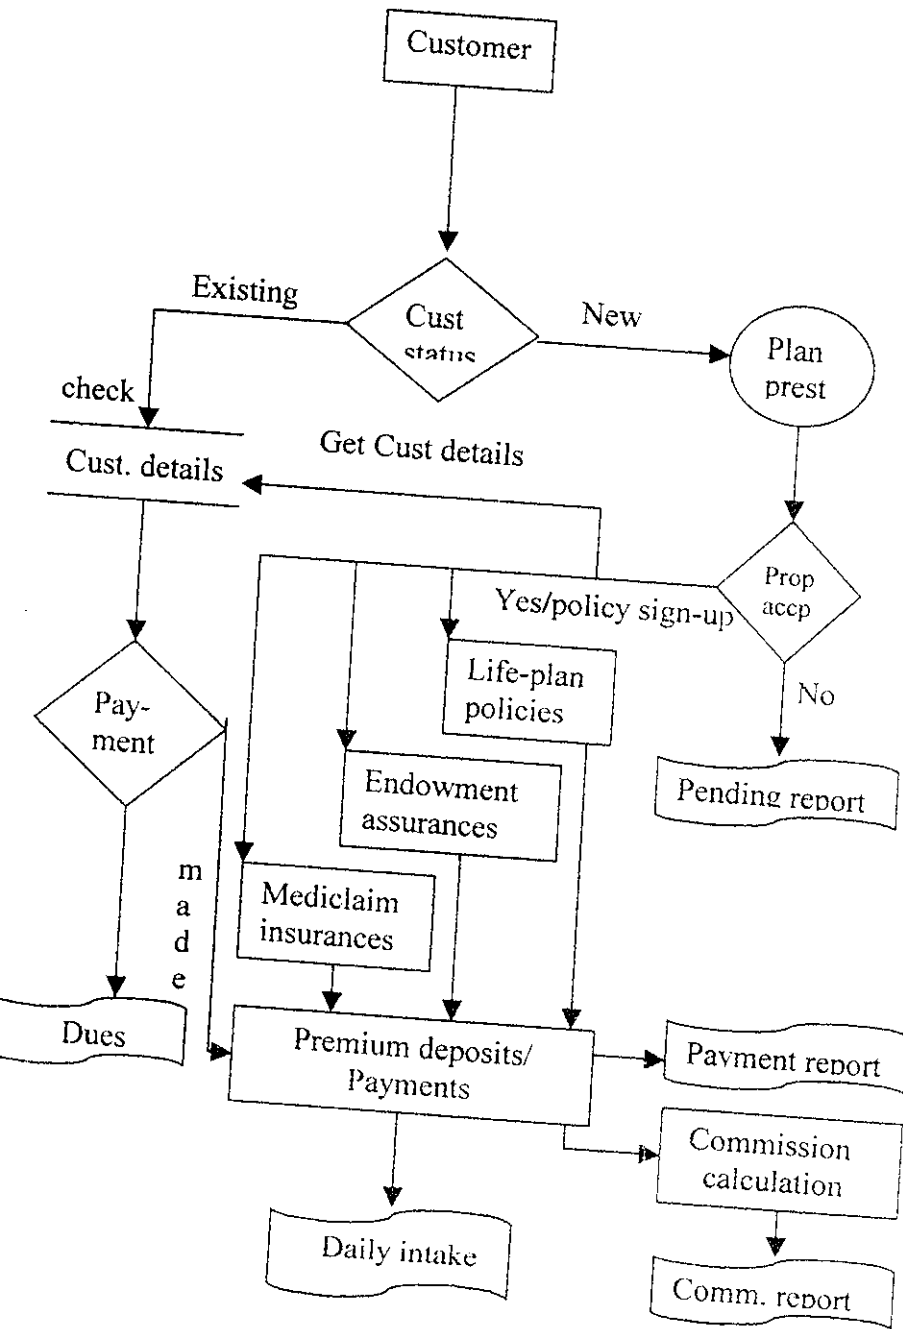 Customer
Existing
Cust
status
New
Plan
prest
check
Get Cust details
Cust. details
Prop
accp
Yes/policy sign-up
Life-plan
policies
No
Pay-
ment
Endowment
assurances
Pending report
made
Mediclaim
insurances
Dues
Premium deposits/
Payments
Payment report
Commission
calculation
Daily intake
Comm. report